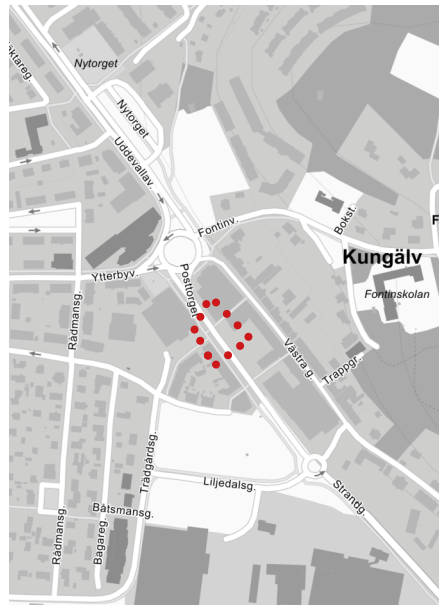 Nytorget
Nytorget
Uddevallav.
Fontinv.
Bokst.
Kungälv
Fontinskolan
Ytterbyv.
Posttorget
Rådmansg.
Västra g.
Trappgr.
Trädgårdsg.
Liljedalsg.
Strandg.
Båtsmansg.
Rådmansg.
Bagareg.